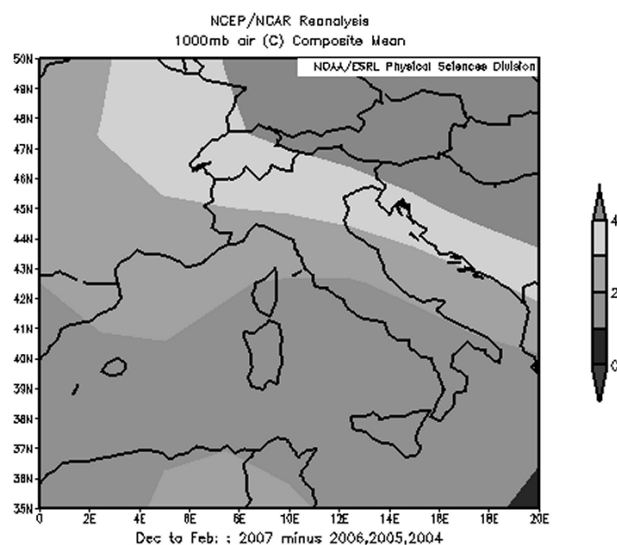 NCEP/NCAR Reanalysis
1000mb air (C) Composite Mean
NOAA/ESRL Physical Sciences Division
50N
49N
48N
47N
46N
45N
44N
43N
42N
41N
40N
39N
38N
37N
36N
35N
0 2E 4E 6E 8E 10E 12E 14E 16E 18E 20E
Dec to Feb: : 2007 minus 2006,2005,2004
4
2
0